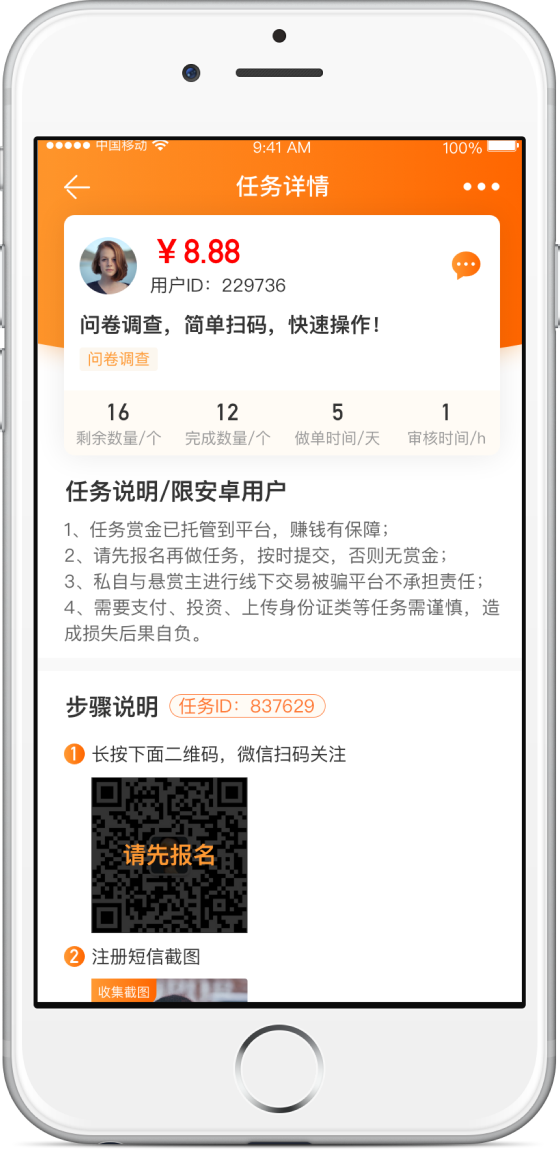 中国移动
9:41 AM
100%
任务详情
¥8.88
用户ID：229736
问卷调查，简单扫码，快速操作！
问卷调查
16
12
5
1
剩余数量/个
完成数量/个
做单时间/天
审核时间/h
任务说明/限安卓用户
1、任务赏金已托管到平台，赚钱有保障；
2、请先报名再做任务，按时提交，否则无赏金；
3、私自与悬赏主进行线下交易被骗平台不承担责任；
4、需要支付、投资、上传身份证类等任务需谨慎，造
成损失后果自负。
步骤说明
任务ID：837629
1 长按下面二维码，微信扫码关注
请先报名
2 注册短信截图
收集截图